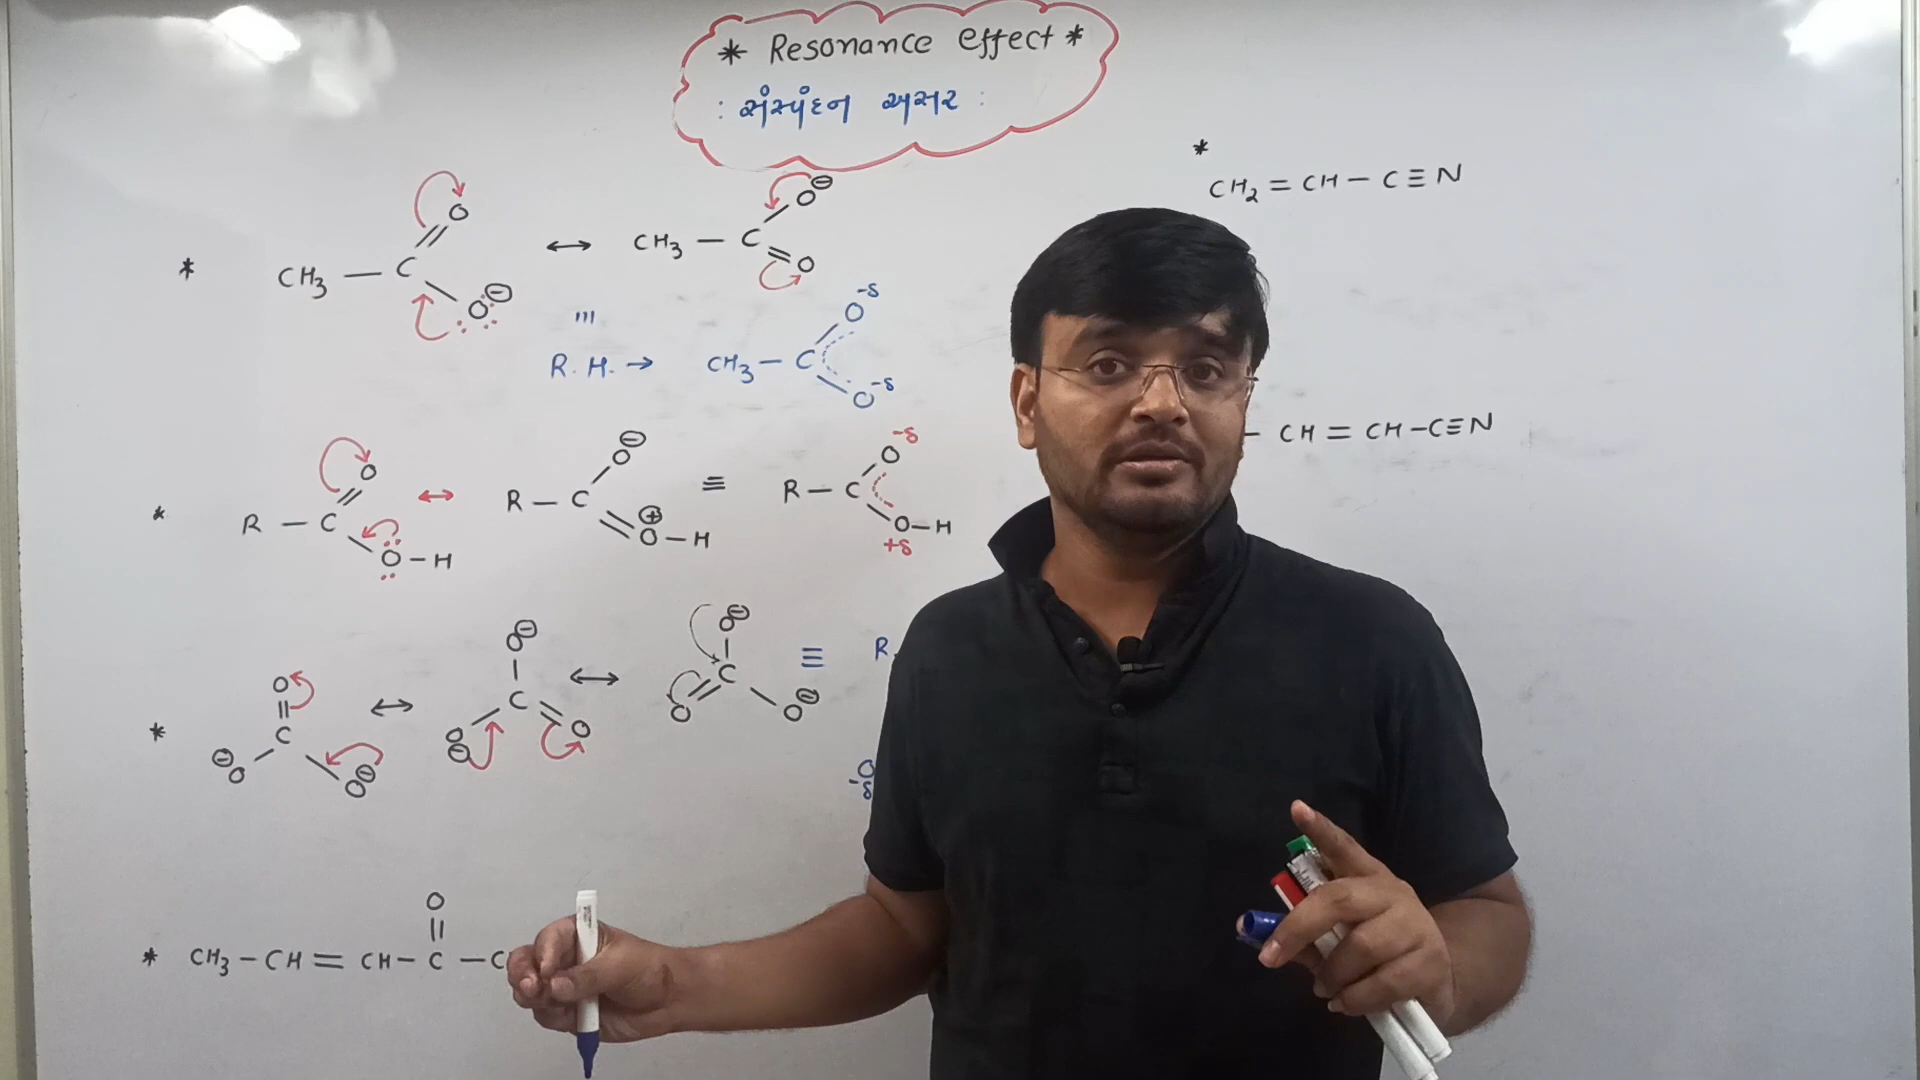 * Resonance effect *
: સંસ્પંદન અસર :
*
CH₂ = CH – C ≡ N
O
O⊖
* CH₃ – C ↔ CH₃ – C
O⊖
O
≡
R. H. → CH₃ – C
O-δ
O-δ
– CH = CH – C ≡ N
O
O⊖
O-δ
* R – C ↔ R – C ≡ R – C
O – H
O⊕ – H
O – H
+δ
O⊖
O⊖
O
* C ↔ C ↔ C ≡ R.
⊖O
O⊖
O⊖
O
O
O⊖
O
-δ
O
* CH₃ – CH = CH – C – C